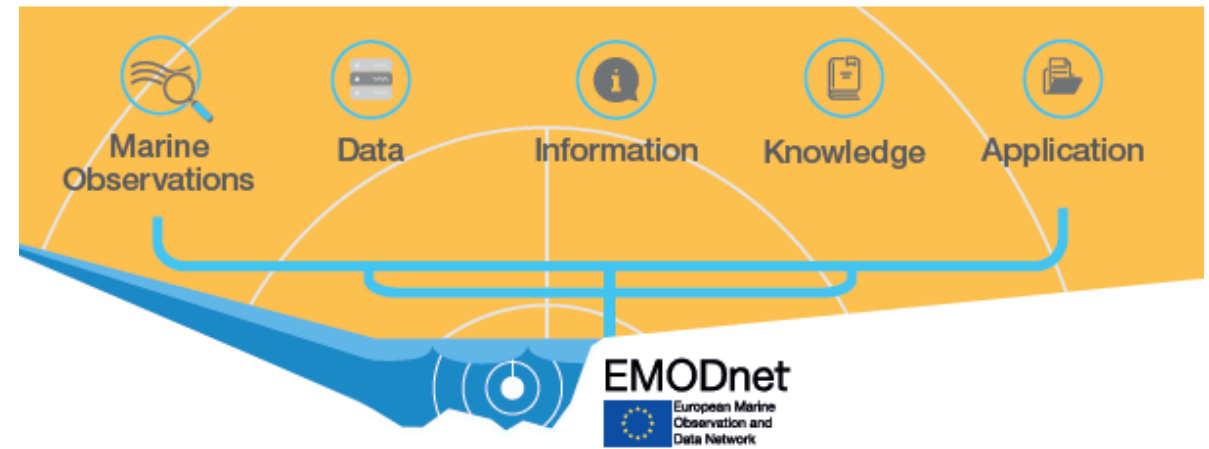 Marine
Observations
Data
Information
Knowledge
Application
EMODnet
European Marine
Observation and
Data Network